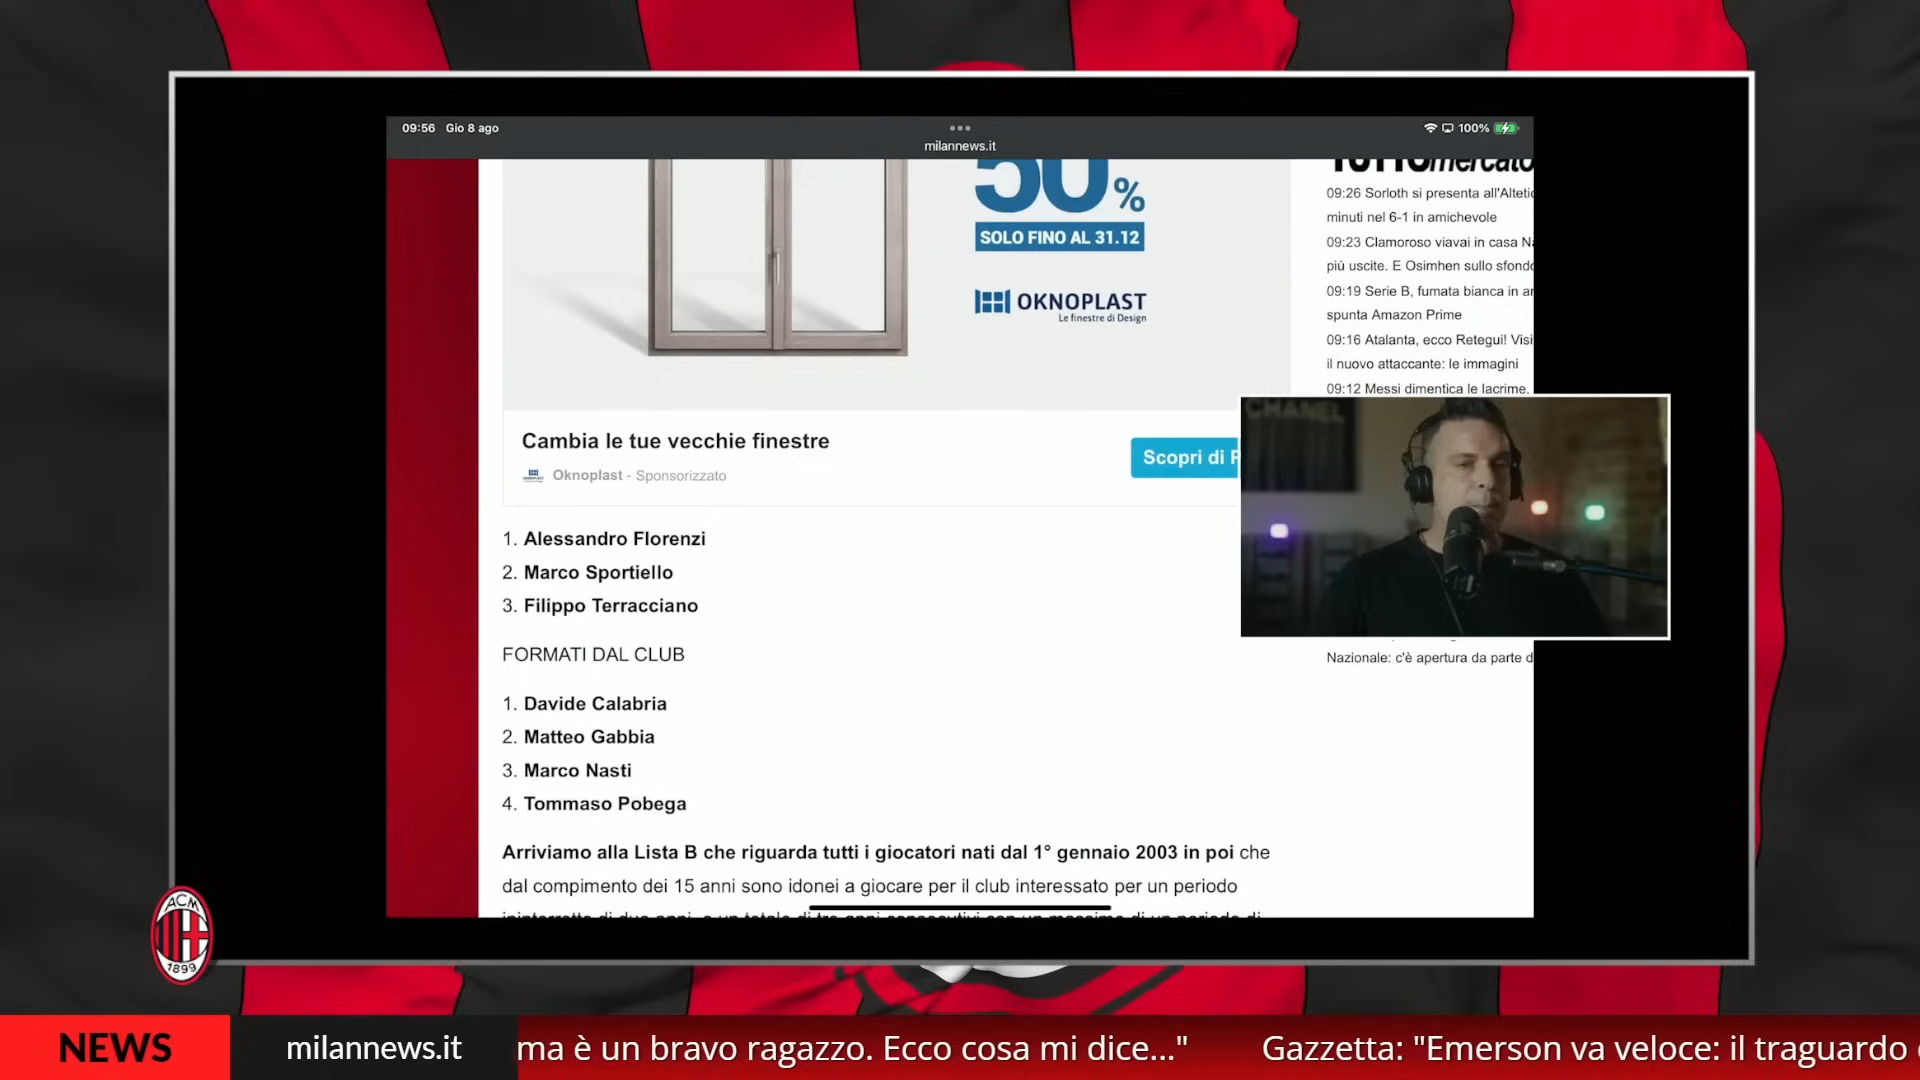 09:56 Gio 8 ago
100%
milannews.it
50%
SOLO FINO AL 31.12
OKNOPLAST
Le finestre di Design
Cambia le tue vecchie finestre
Oknoplast - Sponsorizzato
Scopri di
1. Alessandro Florenzi
2. Marco Sportiello
3. Filippo Terracciano
FORMATI DAL CLUB
1. Davide Calabria
2. Matteo Gabbia
3. Marco Nasti
4. Tommaso Pobega
Arriviamo alla Lista B che riguarda tutti i giocatori nati dal 1° gennaio 2003 in poi che
dal compimento dei 15 anni sono idonei a giocare per il club interessato per un periodo
TUTTOmercato
09:26 Sorloth si presenta all'Altetic
minuti nel 6-1 in amichevole
09:23 Clamoroso viavai in casa Na
più uscite. E Osimhen sullo sfondo
09:19 Serie B, fumata bianca in ar
spunta Amazon Prime
09:16 Atalanta, ecco Retegui! Visi
il nuovo attaccante: le immagini
09:12 Messi dimentica le lacrime.
CHANEL
Nazionale: c'è apertura da parte d
ACM
1899
NEWS
milannews.it
ma è un bravo ragazzo. Ecco cosa mi dice..."
Gazzetta: "Emerson va veloce: il traguardo